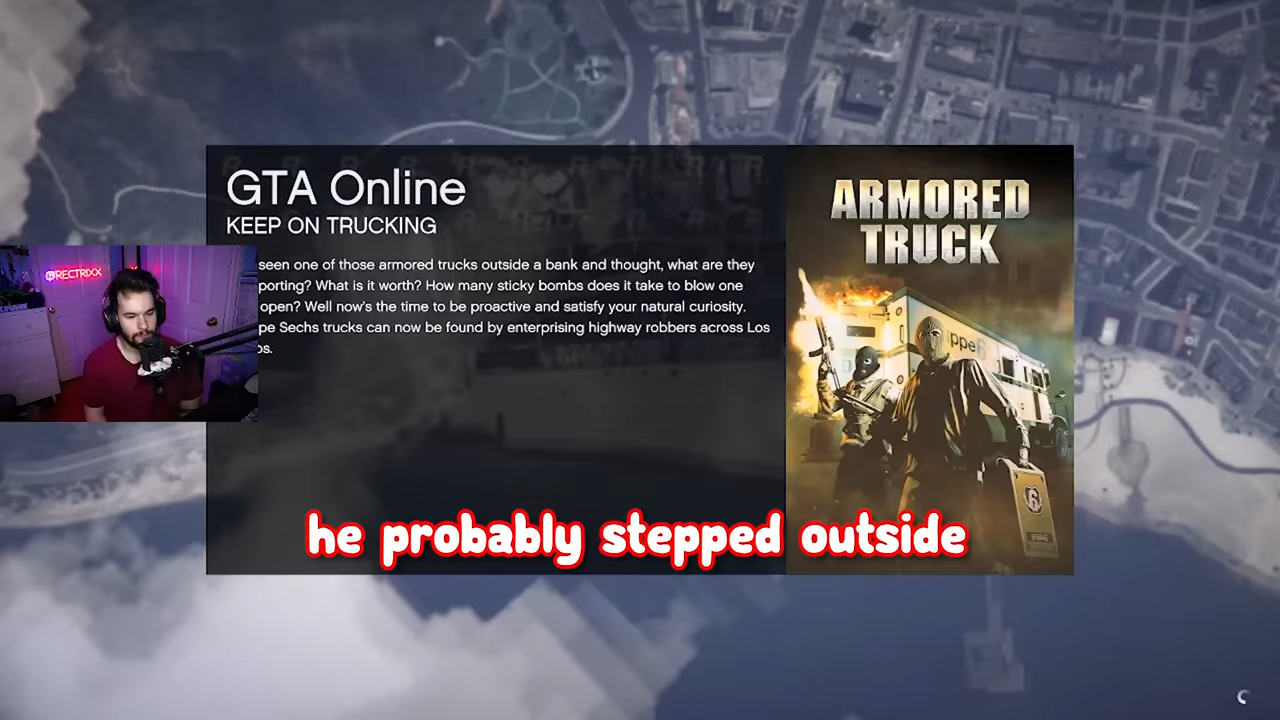 GTA Online
KEEP ON TRUCKING
seen one of those armored trucks outside a bank and thought, what are they
porting? What is it worth? How many sticky bombs does it take to blow one
open? Well now's the time to be proactive and satisfy your natural curiosity.
pe Sechs trucks can now be found by enterprising highway robbers across Los
os.
RECTRIXX
ARMORED
TRUCK
ppe6
6
he probably stepped outside